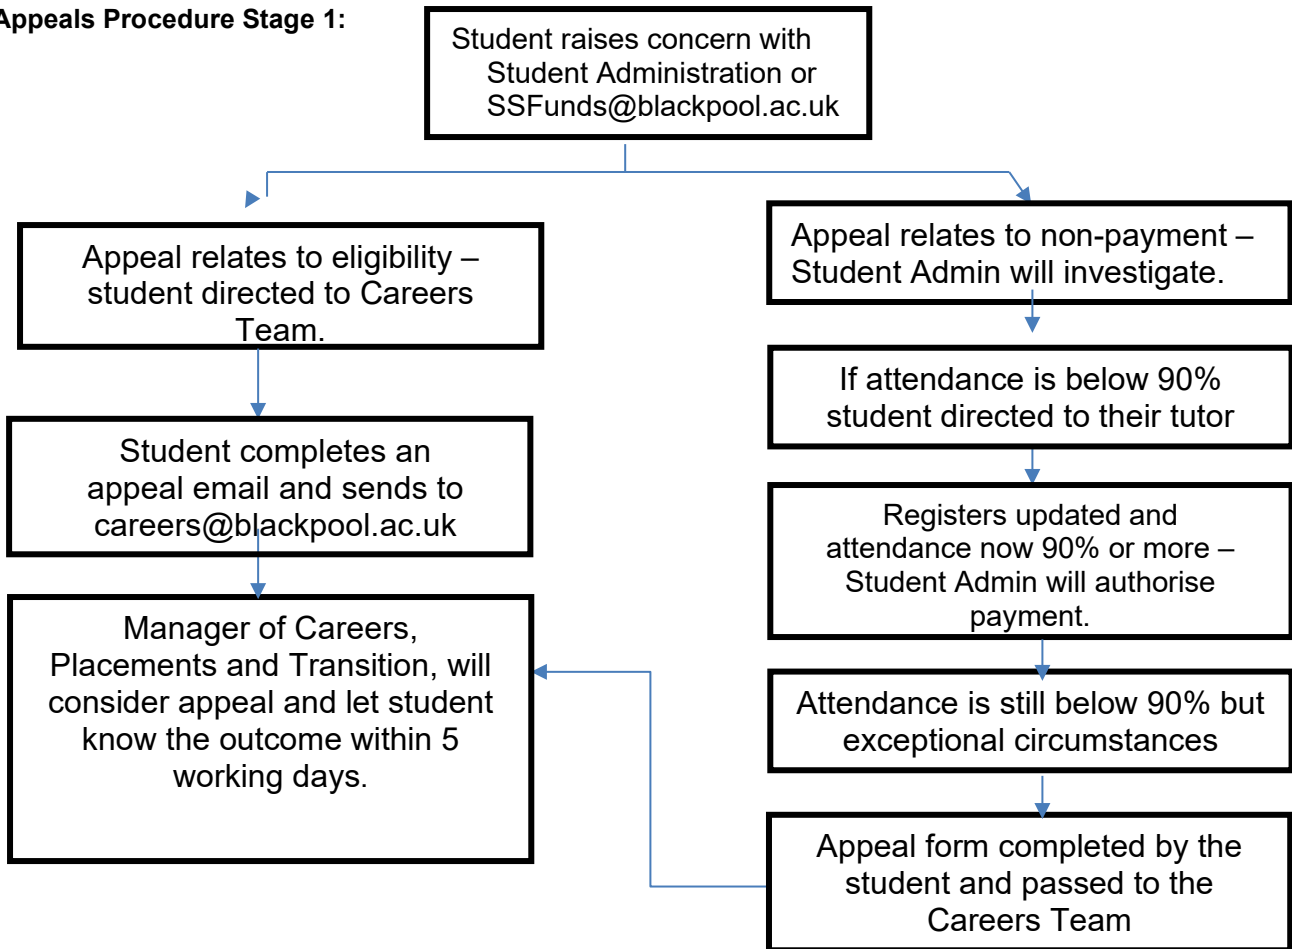 Appeals Procedure Stage 1:
Student raises concern with
Student Administration or
SSFunds@blackpool.ac.uk
Appeal relates to eligibility –
student directed to Careers
Team.
Student completes an
appeal email and sends to
careers@blackpool.ac.uk
Manager of Careers,
Placements and Transition, will
consider appeal and let student
know the outcome within 5
working days.
Appeal relates to non-payment –
Student Admin will investigate.
If attendance is below 90%
student directed to their tutor
Registers updated and
attendance now 90% or more –
Student Admin will authorise
payment.
Attendance is still below 90% but
exceptional circumstances
Appeal form completed by the
student and passed to the
Careers Team